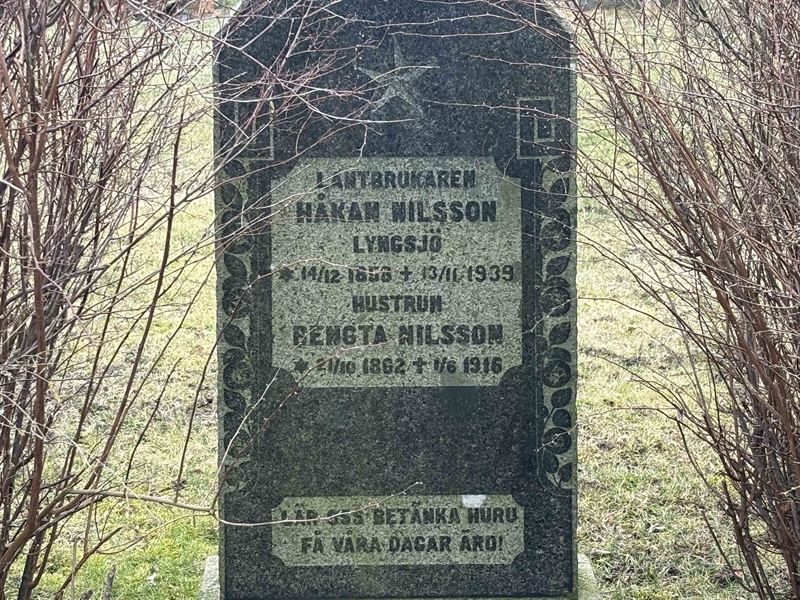 LANTBRUKAREN
HÅKAN NILSSON
LYNGSJÖ
* 14/12 1858 + 13/11 1939
HUSTRUN
BENGTA NILSSON
* 21/10 1862 + 1/6 1916
LÄR OSS BETÄNKA HURU
FÅ VÅRA DAGAR ÄRO!